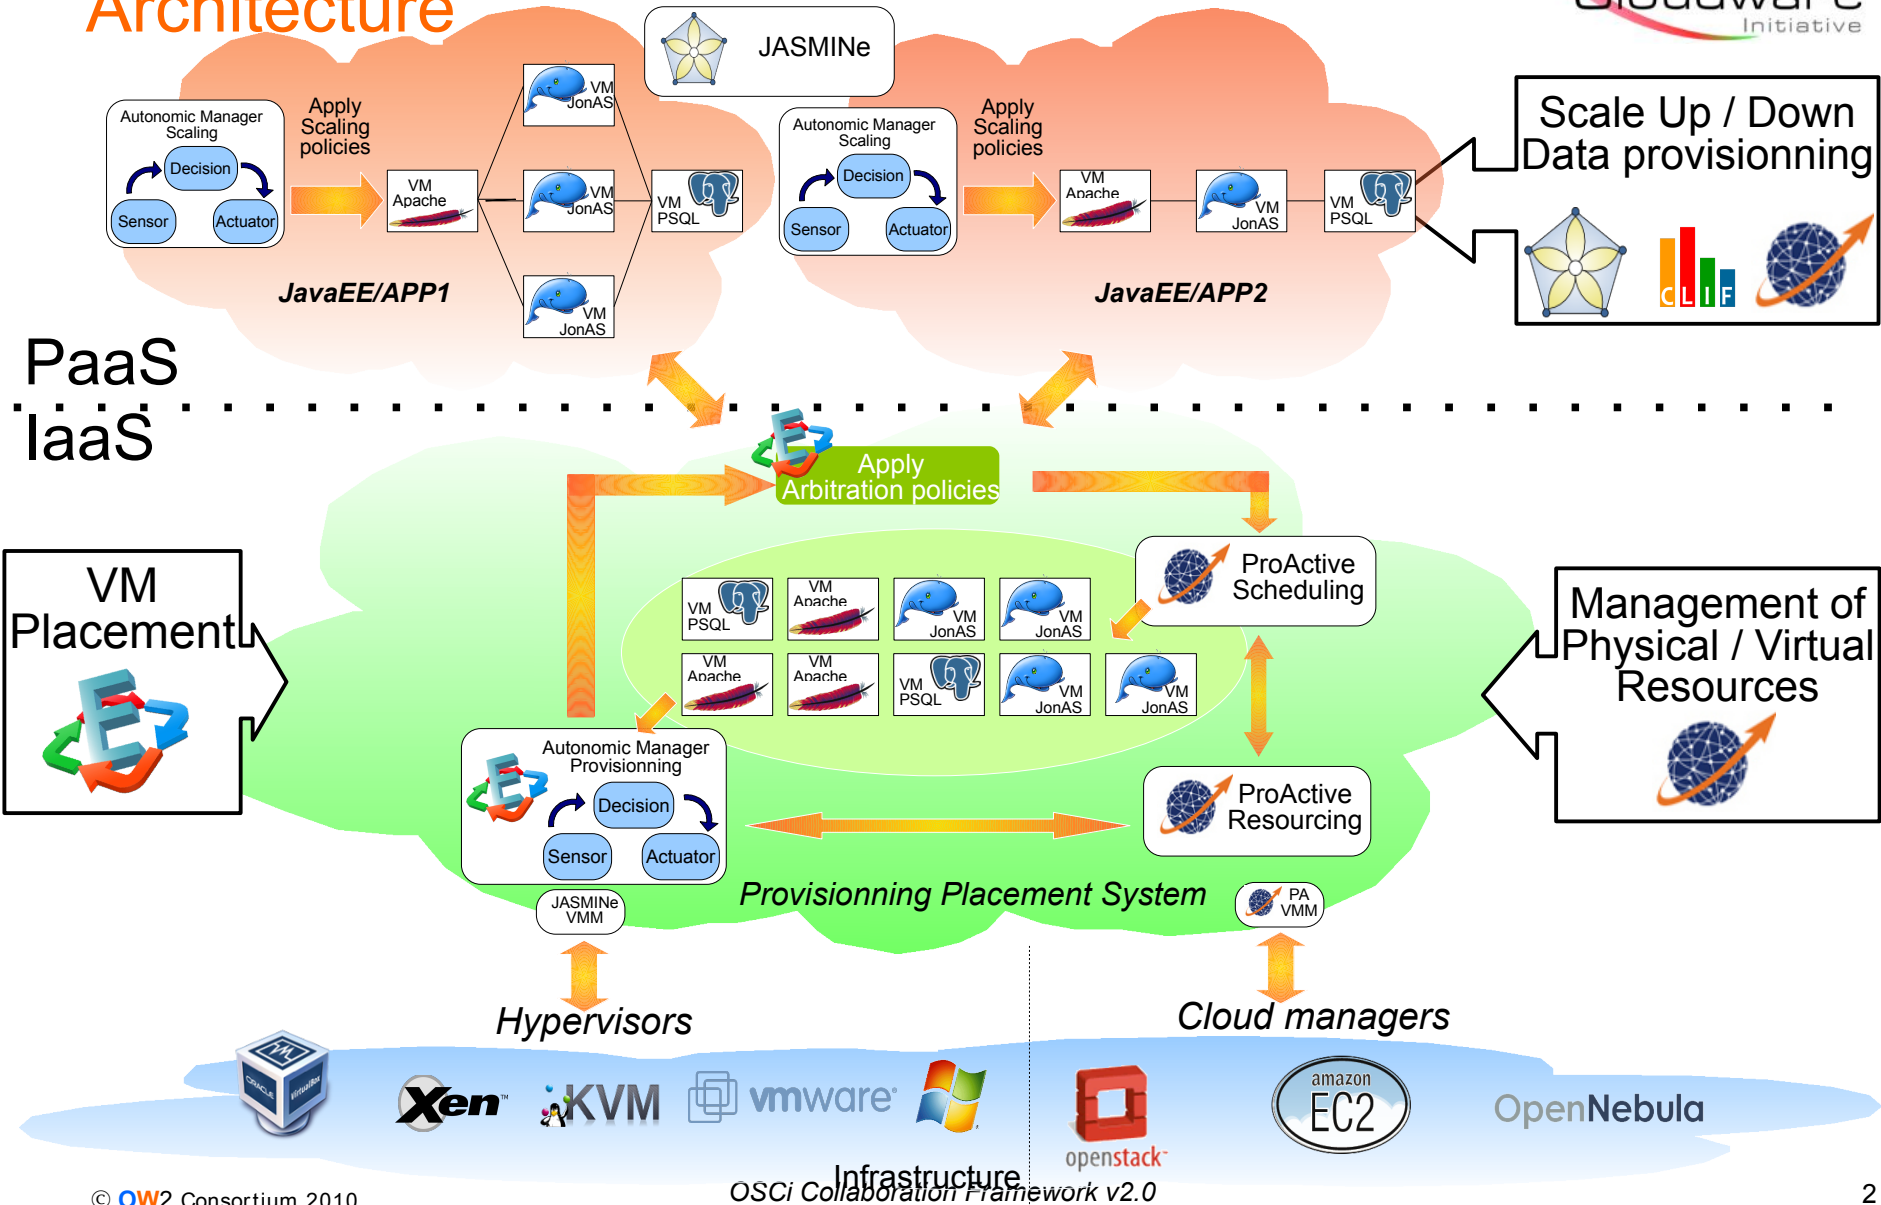 Architecture
Cloudware
Initiative
JASMINe
Autonomic Manager
Scaling
Decision
Sensor
Actuator
Apply
Scaling
policies
VM
Apache
VM
JonAS
VM
JonAS
VM
JonAS
VM
PSQL
JavaEE/APP1
Autonomic Manager
Scaling
Decision
Sensor
Actuator
Apply
Scaling
policies
VM
Apache
VM
JonAS
VM
PSQL
JavaEE/APP2
Scale Up / Down
Data provisionning
CLIF
PaaS
IaaS
E
Apply
Arbitration policies
VM
Placement
E
ProActive
Scheduling
VM
PSQL
VM
Apache
VM
JonAS
VM
JonAS
VM
Apache
VM
Apache
VM
PSQL
VM
JonAS
VM
JonAS
Management of
Physical / Virtual
Resources
E
Autonomic Manager
Provisionning
Decision
Sensor
Actuator
ProActive
Resourcing
Provisionning Placement System
JASMINe
VMM
PA
VMM
Hypervisors
Cloud managers
ORACLE
VirtualBox
Xen™
KVM
vmware®
openstack™
amazon
EC2
OpenNebula
Infrastructure
© OW2 Consortium 2010
OSCi Collaboration Framework v2.0
2